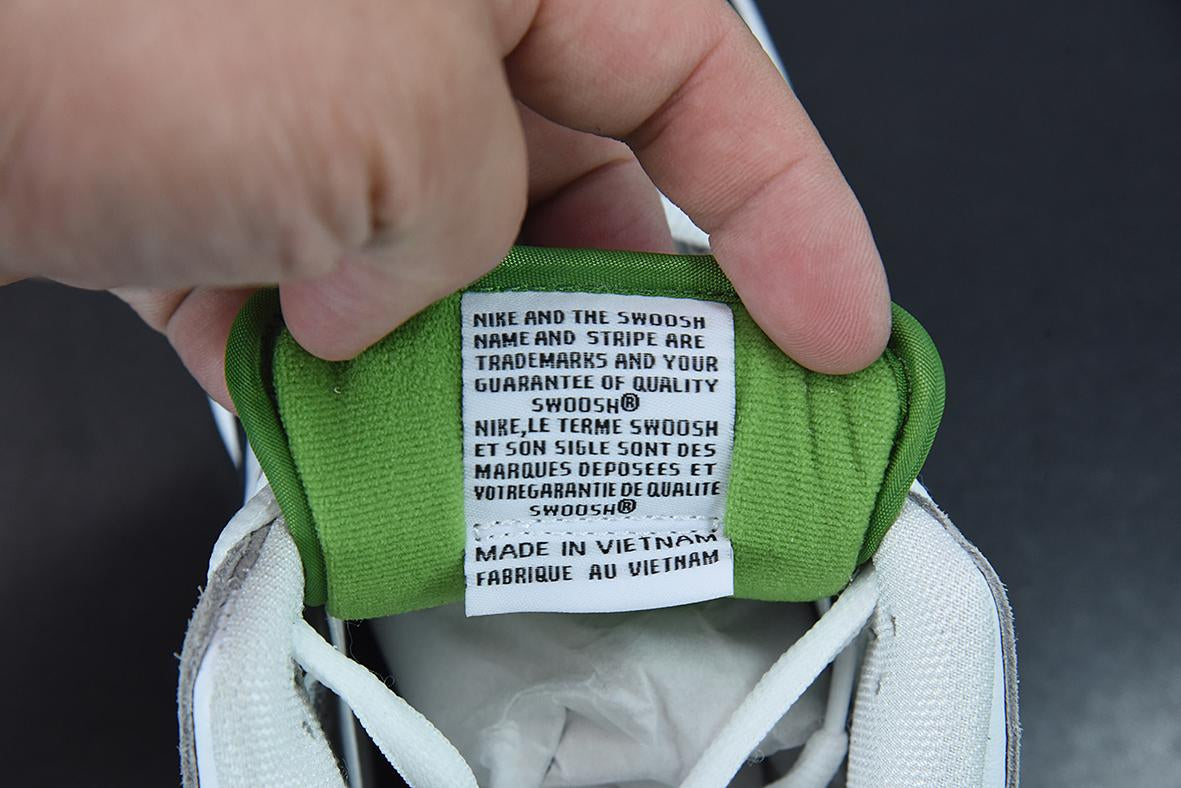 NIKE AND THE SWOOSH
NAME AND STRIPE ARE
TRADEMARKS AND YOUR
GUARANTEE OF QUALITY
SWOOSH®
NIKE,LE TERME SWOOSH
ET SON SIGLE SONT DES
MARQUES DEPOSEES ET
VOTREGARANTIE DE QUALITE
SWOOSH®
MADE IN VIETNAM
FABRIQUE AU VIETNAM